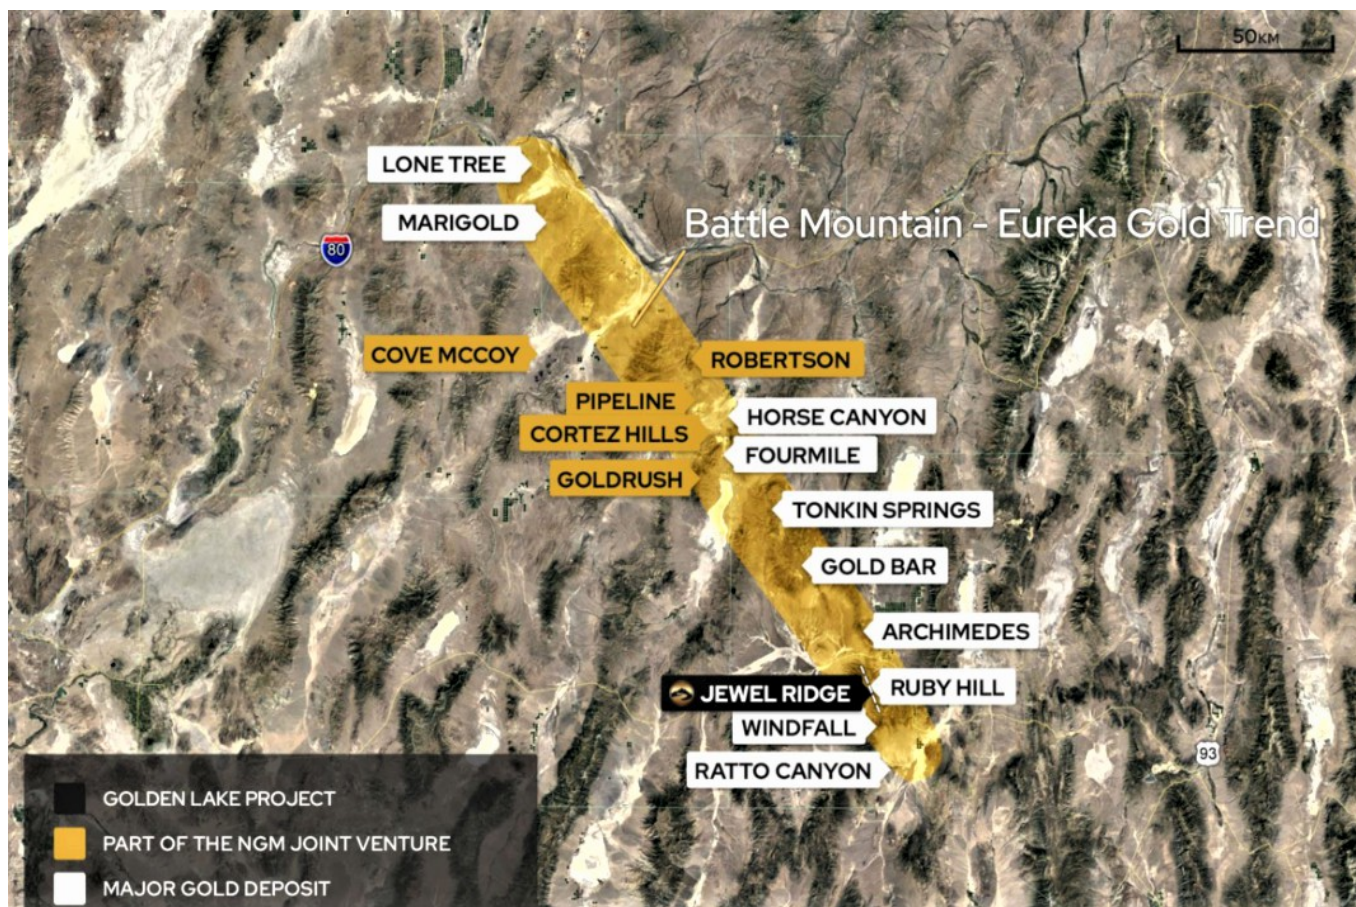 50KM
LONE TREE
MARIGOLD
Battle Mountain - Eureka Gold Trend
80
COVE MCCOY
ROBERTSON
PIPELINE
HORSE CANYON
CORTEZ HILLS
FOURMILE
GOLDRUSH
TONKIN SPRINGS
GOLD BAR
ARCHIMEDES
JEWEL RIDGE
RUBY HILL
WINDFALL
93
RATTO CANYON
GOLDEN LAKE PROJECT
PART OF THE NGM JOINT VENTURE
MAJOR GOLD DEPOSIT